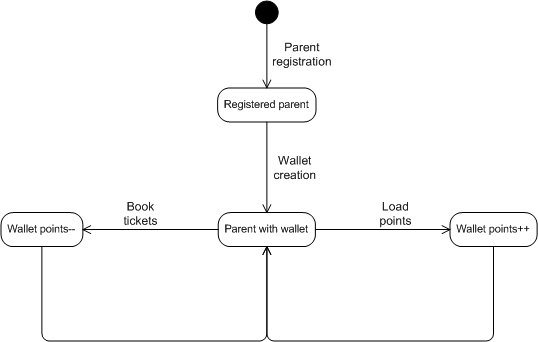 Parent
registration
Registered parent
Wallet
creation
Book
tickets
Load
points
Wallet points--
Parent with wallet
Wallet points++